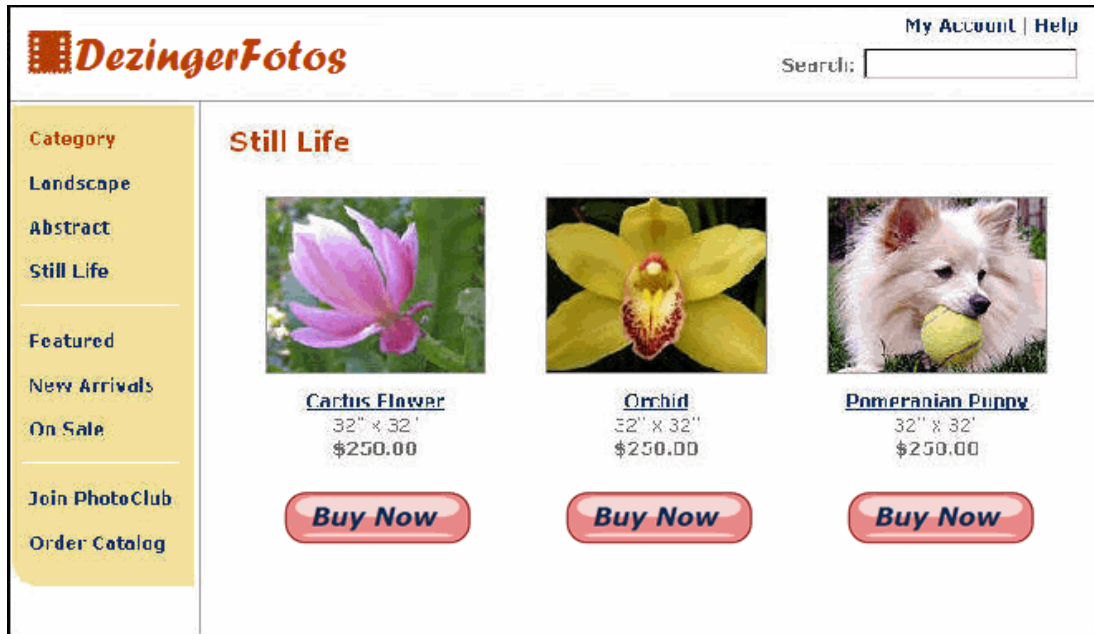 DezingerFotos
My Account | Help
Search:
Category
Landscape
Abstract
Still Life
Featured
New Arrivals
On Sale
Join PhotoClub
Order Catalog
Still Life
Cactus Flower
32" x 32"
$250.00
Buy Now
Orchid
32" x 32"
$250.00
Buy Now
Pomeranian Puppy
32" x 32"
$250.00
Buy Now